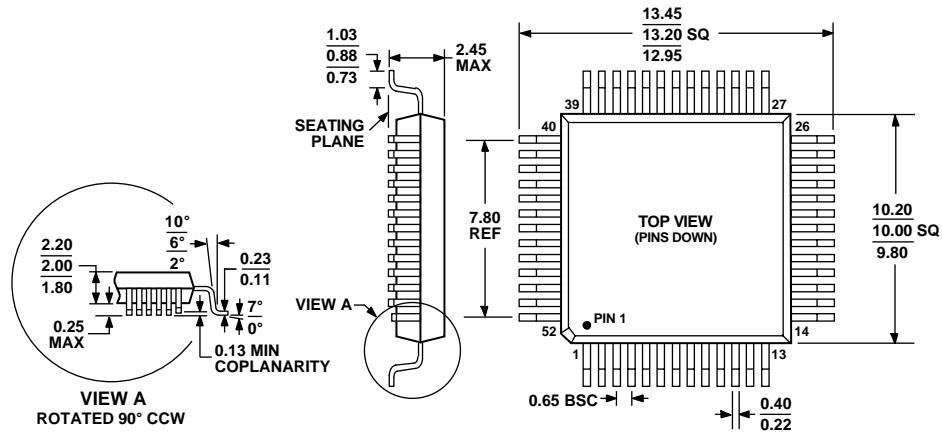 1.03
0.88
0.73
2.45
MAX
SEATING
PLANE
7.80
REF
VIEW A
13.45
13.20 SQ
12.95
39
27
40
26
TOP VIEW
(PINS DOWN)
10.20
10.00 SQ
9.80
PIN 1
52
14
1
13
0.65 BSC
0.40
0.22
10°
6°
2°
2.20
2.00
1.80
0.23
0.11
7°
0°
0.25
MAX
0.13 MIN
COPLANARITY
VIEW A
ROTATED 90° CCW